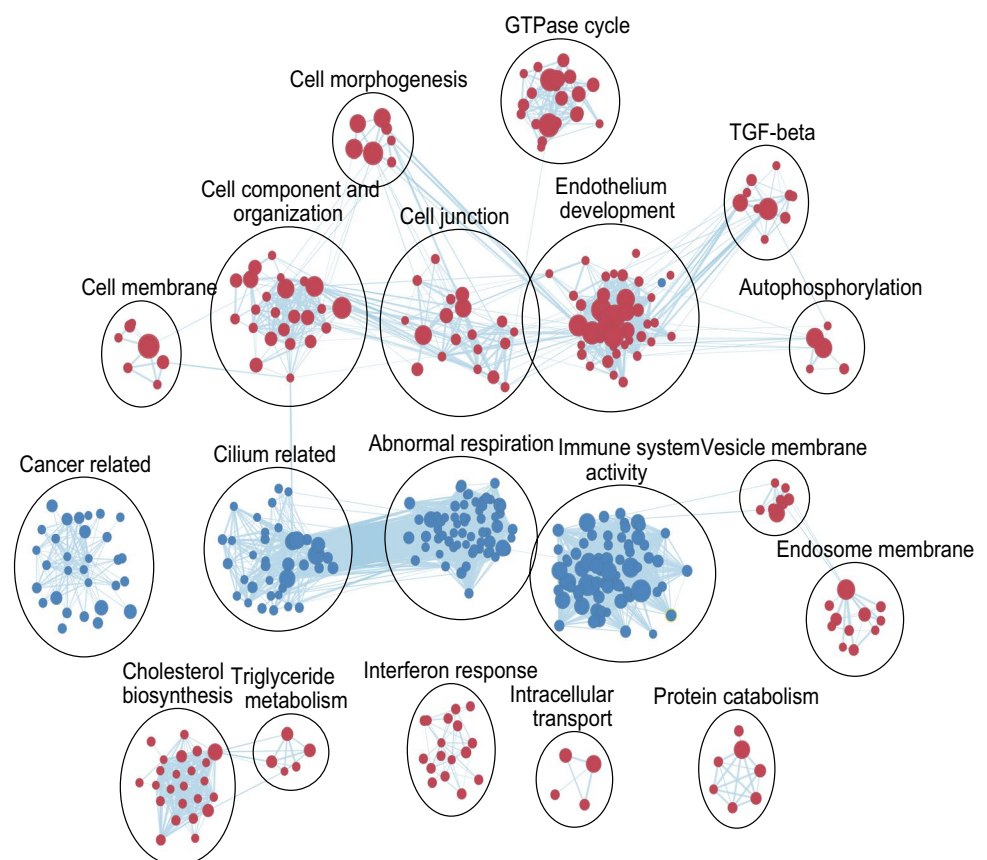 GTPase cycle
Cell morphogenesis
TGF-beta
Cell component and
organization
Cell junction
Endothelium
development
Cell membrane
Autophosphorylation
Cancer related
Cilium related
Abnormal respiration
Immune system
activity
Vesicle membrane
Endosome membrane
Cholesterol
biosynthesis
Triglyceride
metabolism
Interferon response
Intracellular
transport
Protein catabolism